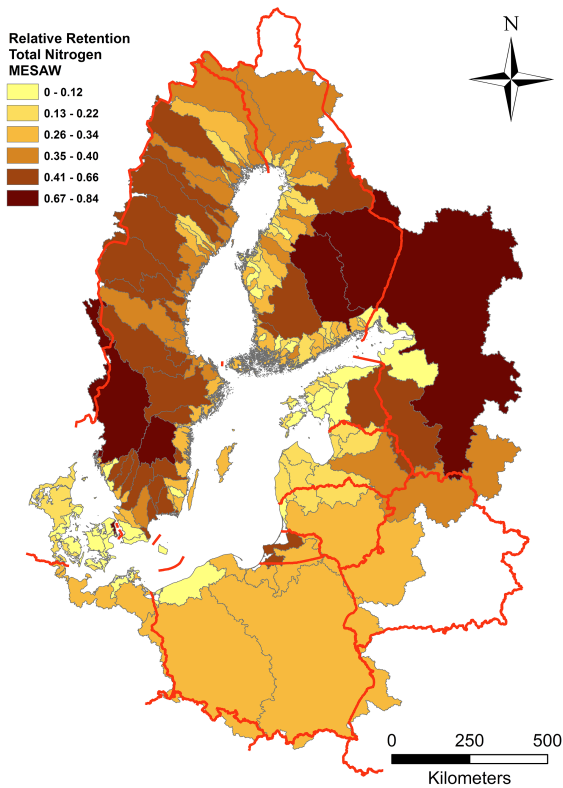 Relative Retention
Total Nitrogen
MESAW
0 - 0.12
0.13 - 0.22
0.26 - 0.34
0.35 - 0.40
0.41 - 0.66
0.67 - 0.84
N
0 250 500
Kilometers